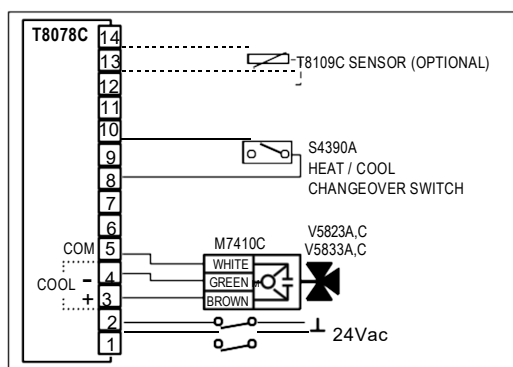 T8078C
14
13
12
11
10
9
8
7
6
5
4
3
2
1
T8109C SENSOR (OPTIONAL)
S4390A
HEAT / COOL
CHANGEOVER SWITCH
V5823A,C
V5833A,C
M7410C
WHITE
GREEN
BROWN
M
COM
COOL
-
+
24Vac